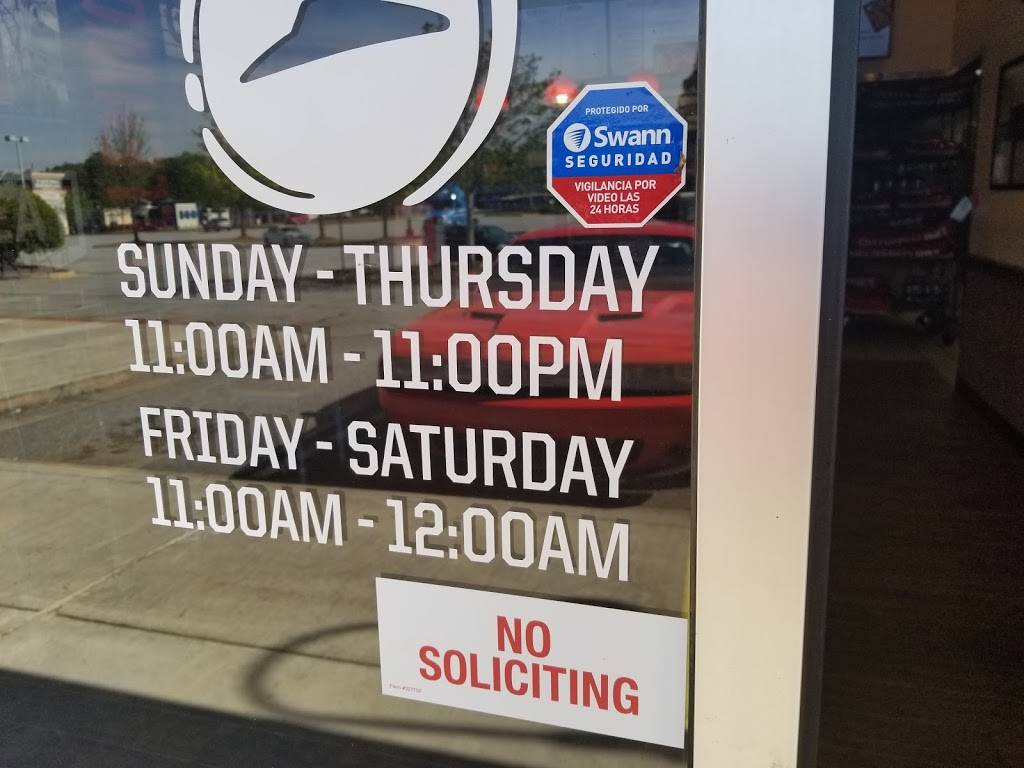 PROTEGIDO POR
Swann
SEGURIDAD
VIGILANCIA POR
VIDEO LAS
24 HORAS
SUNDAY - THURSDAY
11:00AM - 11:00PM
FRIDAY - SATURDAY
11:00AM - 12:00AM
NO
SOLICITING